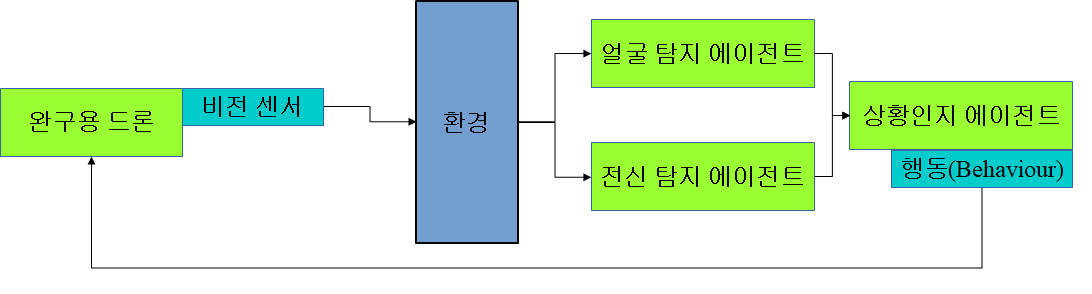 완구용 드론
비전 센서
환경
얼굴 탐지 에이전트
전신 탐지 에이전트
상황인지 에이전트
행동(Behaviour)